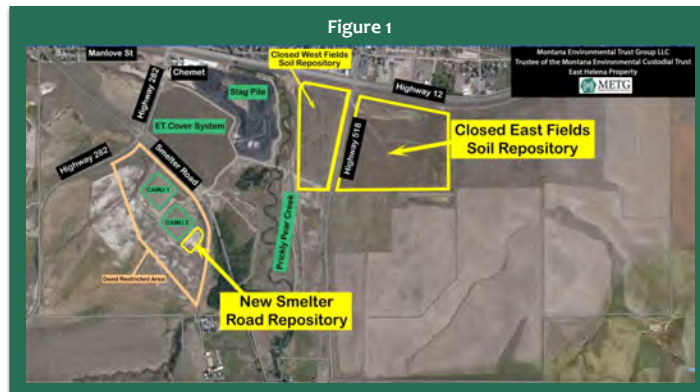 Figure 1
Manlove St
Highway 282
Chemet
Slag Pile
Closed West Fields
Soil Repository
Montana Environmental Trust Group LLC
Trustee of the Montana Environmental Custodial Trust
East Helena Property
METG
Highway 12
ET Cover System
Highway 518
Closed East Fields
Soil Repository
Highway 282
Smelter Road
CAMU 1
CAMU 2
Prickly Pear Creek
Deed Restricted Area
New Smelter
Road Repository